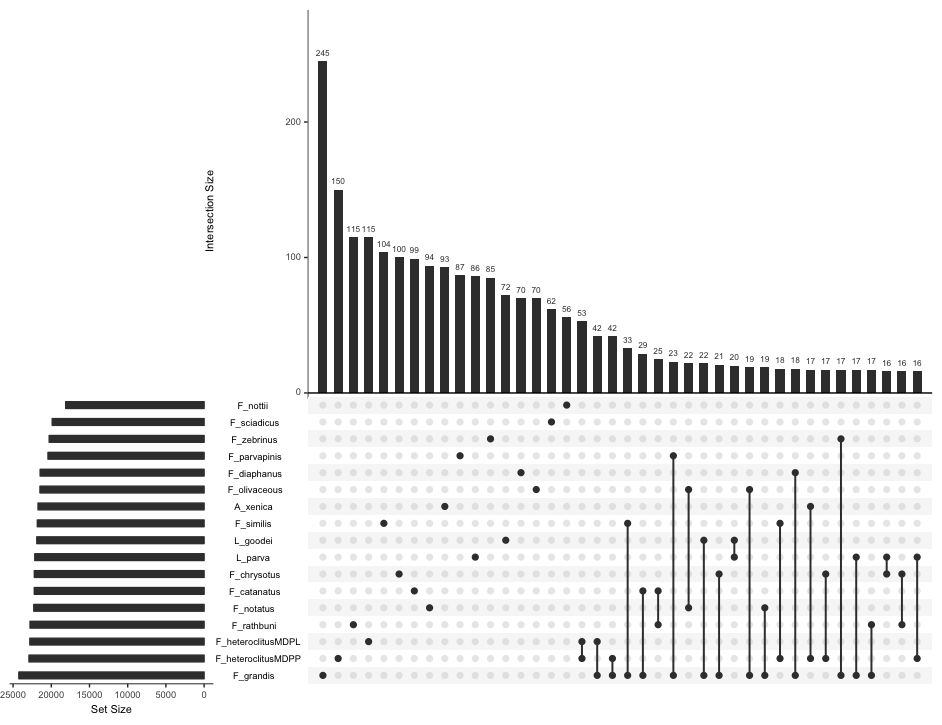 245
150
115 115
104 100 99 94 93 87 86 85
72 70 70 62 56 53
42 42 33 29 25 23 22 22 21 20 19 19 18 18 17 17 17 17 17 16 16 16
200
100
0
Intersection Size
F_nottii
F_sciadicus
F_zebrinus
F_parvapinis
F_diaphanus
F_olivaceous
A_xenica
F_similis
L_goodei
L_parva
F_chrysotus
F_catanatus
F_notatus
F_rathbuni
F_heteroclitusMDPL
F_heteroclitusMDPP
F_grandis
25000 20000 15000 10000 5000 0
Set Size